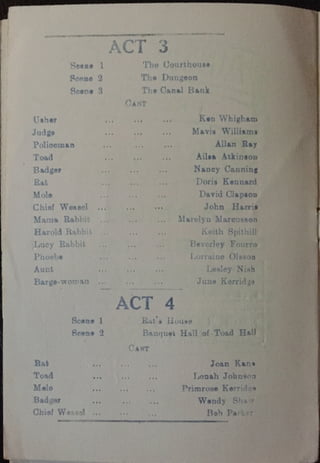 ACT 3
Scene 1 The Courthouse
Scene 2 The Dungeon
Scene 3 The Canal Bank
CAST
Usher ... ... ... Ken Whigham
Judge ... ... ... Mavis Williams
Policeman ... ... ... Allan Ray
Toad ... ... ... Ailsa Atkinson
Badger ... ... ... Nancy Canning
Rat ... ... ... Doris Kennard
Mole ... ... ... David Clapson
Chief Weasel ... ... ... John Harris
Mama Rabbit ... ... ... Marelyn Marcussen
Harold Rabbit ... ... ... Keith Spithill
Lucy Rabbit ... ... ... Beverley Fourro
Phoebe ... ... ... Lorraine Olsson
Aunt ... ... ... Lesley Nish
Barge-woman ... ... ... June Kerridge
ACT 4
Scene 1 Rat's House
Scene 2 Banquet Hall of Toad Hall
CAST
Rat ... ... ... Joan Kane
Toad ... ... ... Leonah Johnson
Mole ... ... ... Primrose Kerridge
Badger ... ... ... Wendy Shaw
Chief Weasel ... ... ... Bob Parker